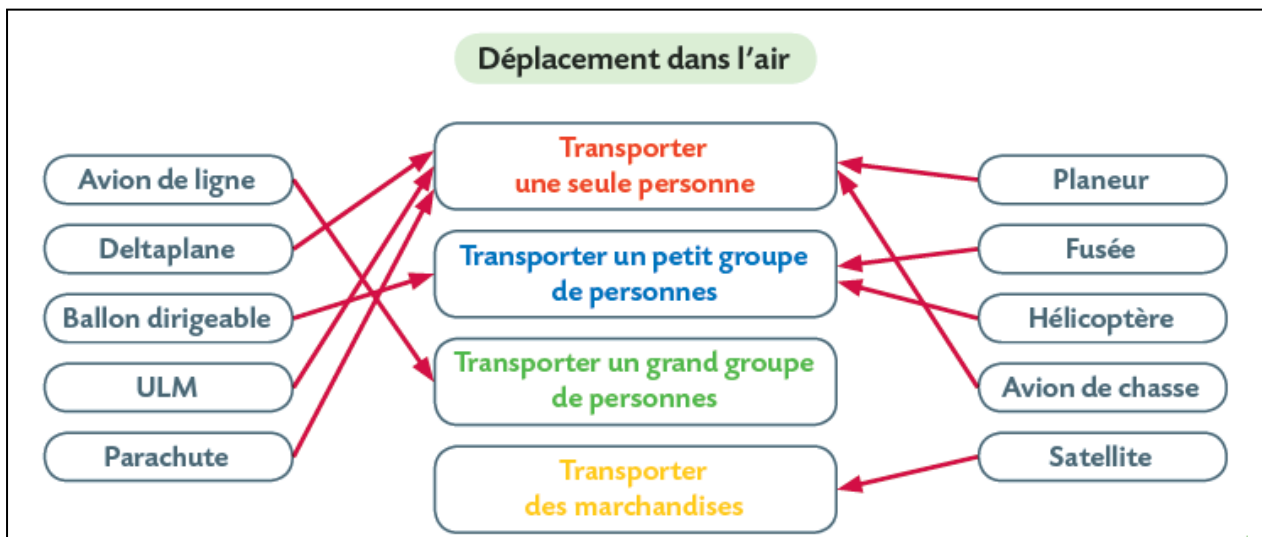 Déplacement dans l'air
Avion de ligne
Deltaplane
Ballon dirigeable
ULM
Parachute
Transporter
une seule personne
Transporter un petit groupe
de personnes
Transporter un grand groupe
de personnes
Transporter
des marchandises
Planeur
Fusée
Hélicoptère
Avion de chasse
Satellite